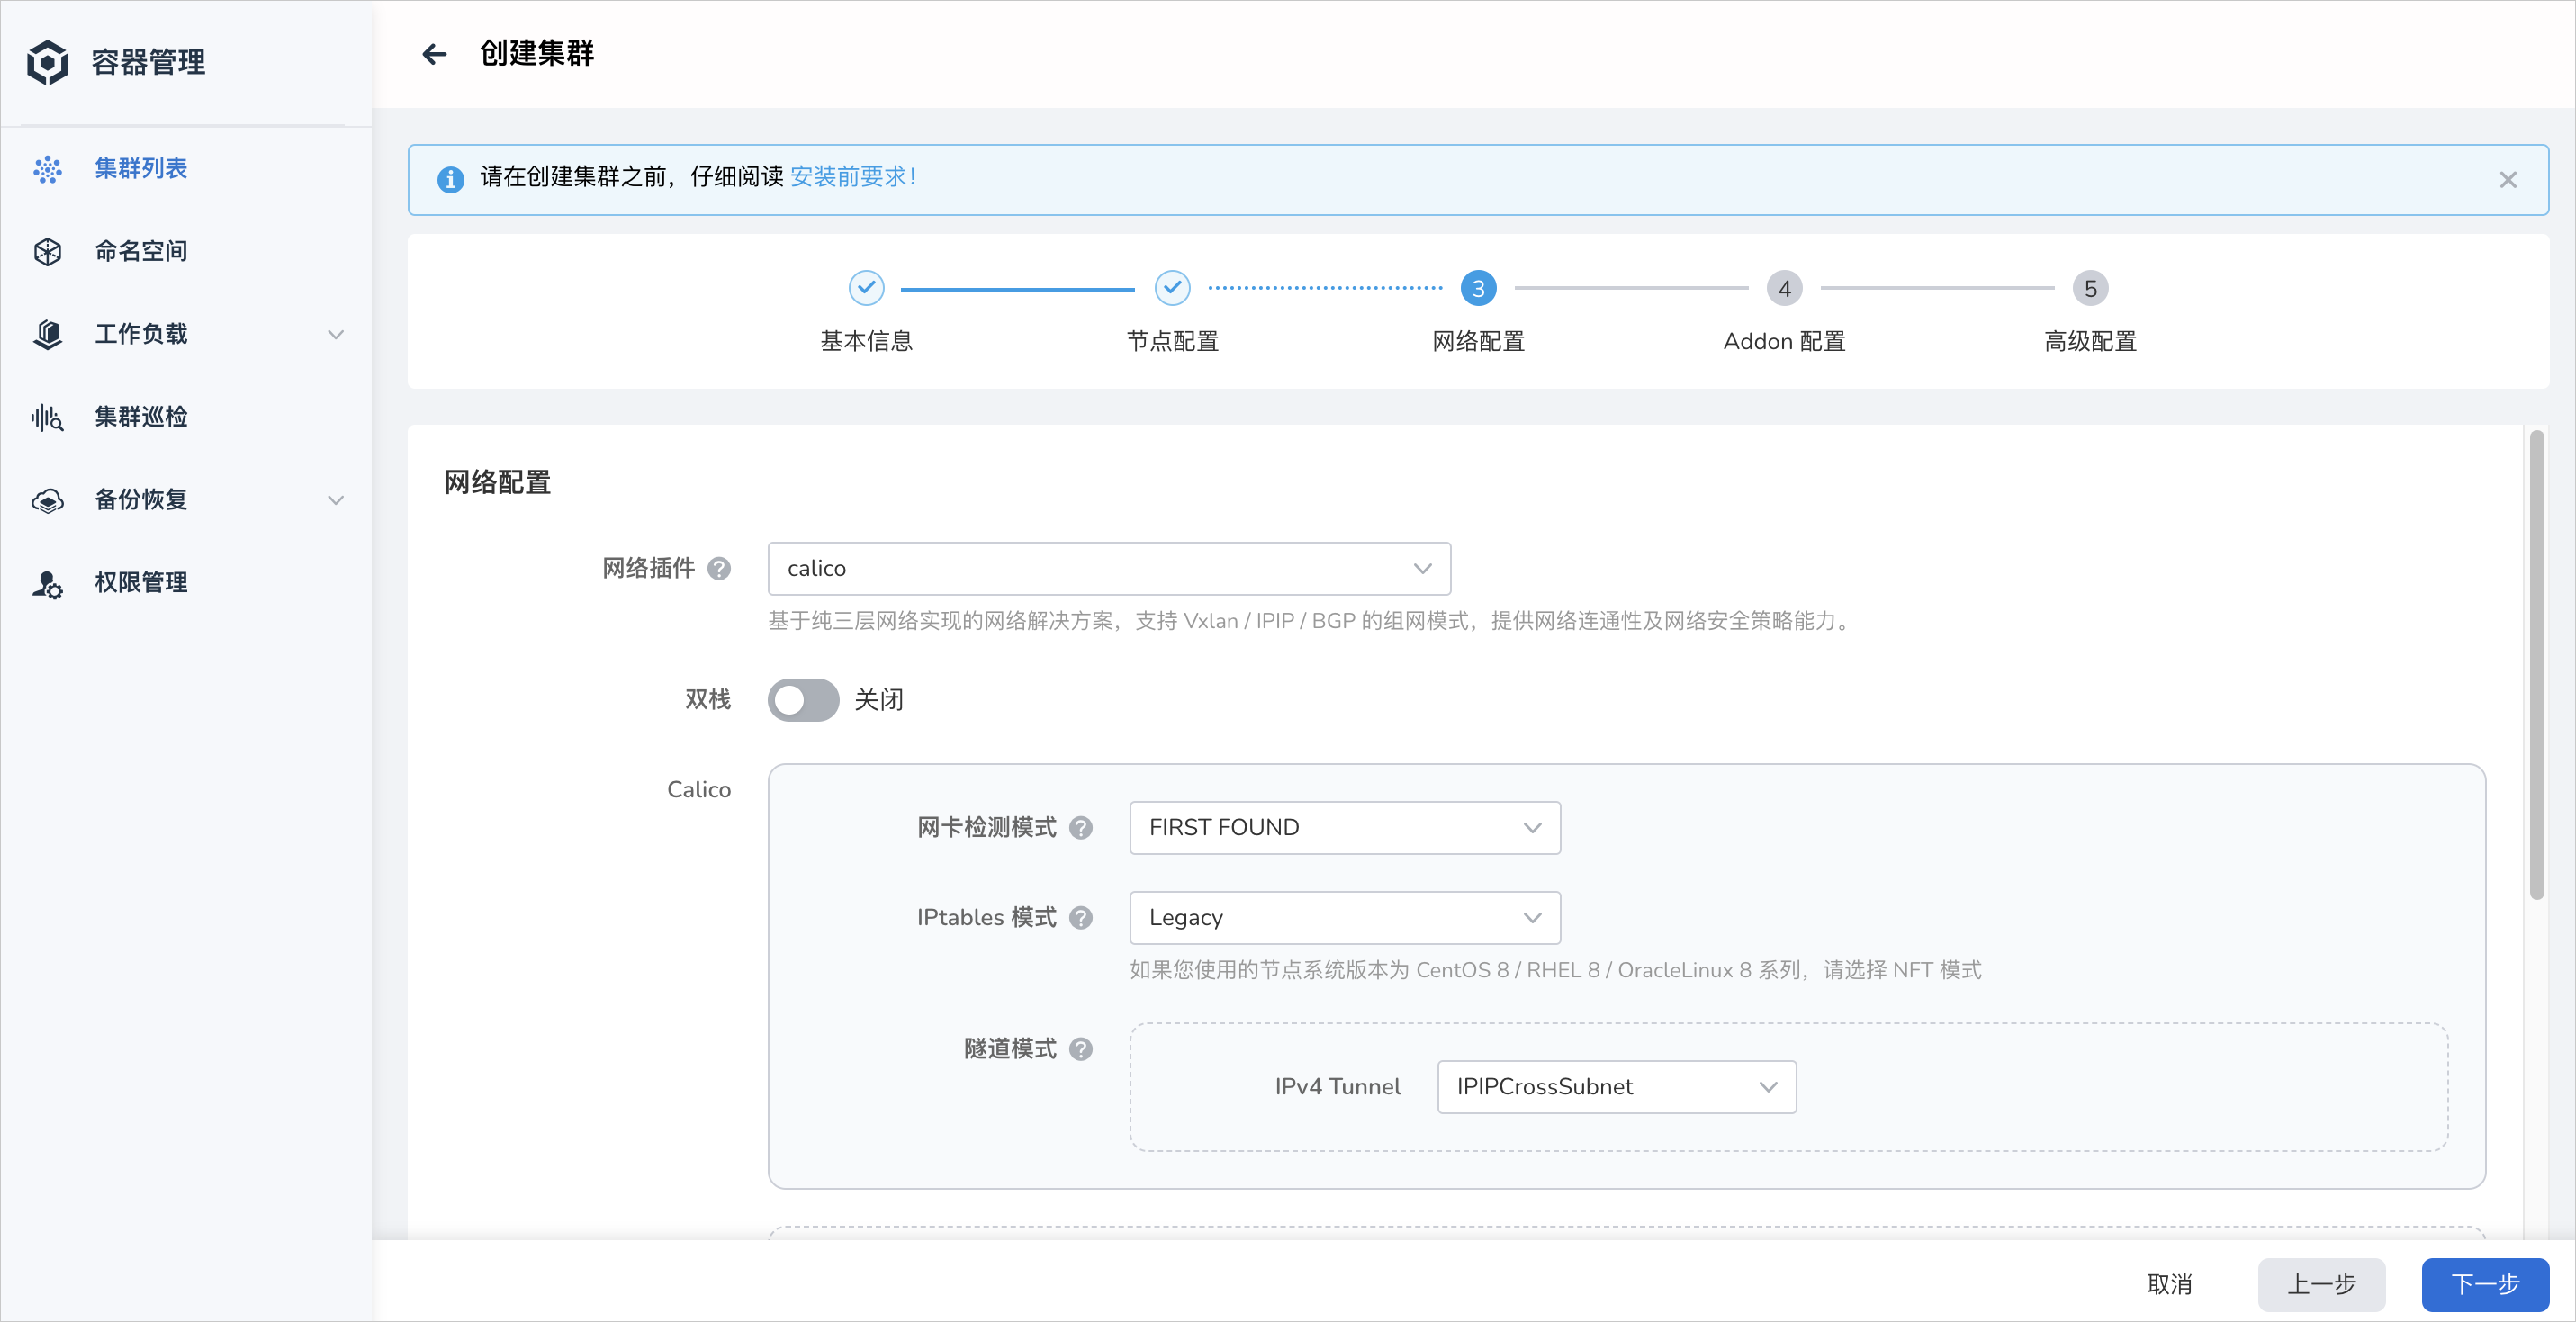 容器管理
集群列表
命名空间
工作负载
集群巡检
备份恢复
权限管理
创建集群
请在创建集群之前，仔细阅读 安装前要求！
3
4
5
基本信息
节点配置
网络配置
Addon 配置
高级配置
网络配置
网络插件 ?
calico
基于纯三层网络实现的网络解决方案，支持 Vxlan / IPIP / BGP 的组网模式，提供网络连通性及网络安全策略能力。
双栈
关闭
Calico
网卡检测模式 ?
FIRST FOUND
IPtables 模式 ?
Legacy
如果您使用的节点系统版本为 CentOS 8 / RHEL 8 / OracleLinux 8 系列，请选择 NFT 模式
隧道模式 ?
IPv4 Tunnel
IPIPCrossSubnet
取消
上一步
下一步